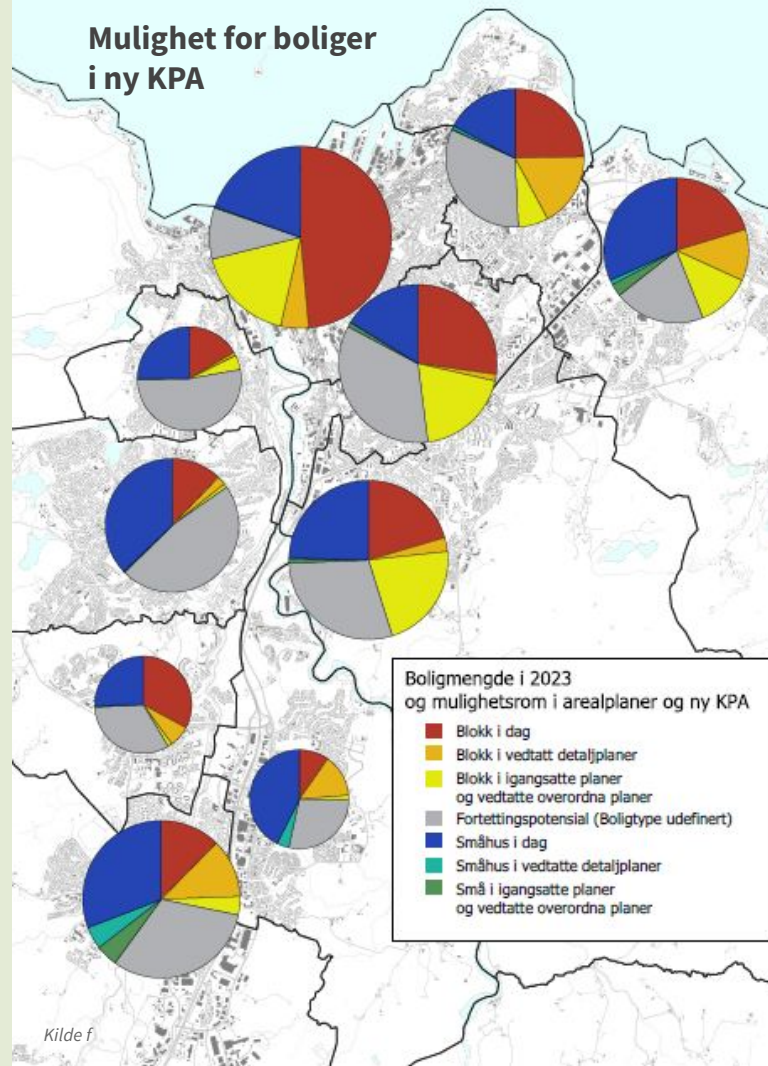 Mulighet for boliger
i ny KPA
Boligmengde i 2023
og mulighetsrom i arealplaner og ny KPA
Blokk i dag
Blokk i vedtatt detaljplaner
Blokk i igangsatte planer
og vedtatte overordna planer
Fortettingspotensial (Boligtype udefinert)
Småhus i dag
Småhus i vedtatte detaljplaner
Små i igangsatte planer
og vedtatte overordna planer
Kilde f